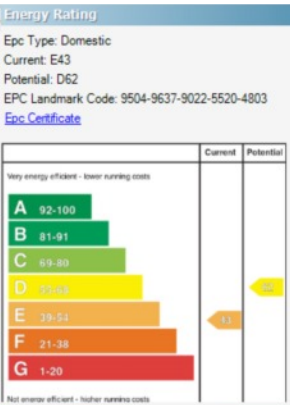 Energy Rating
Epc Type: Domestic
Current: E43
Potential: D62
EPC Landmark Code: 9504-9637-9022-5520-4803
Epc Certificate
Current Potential
Very energy efficient - lower running costs
A 92-100
B 81-91
C 69-80
D
E 39-54
F 21-38
G 1-20
43
Not energy efficient - higher running costs